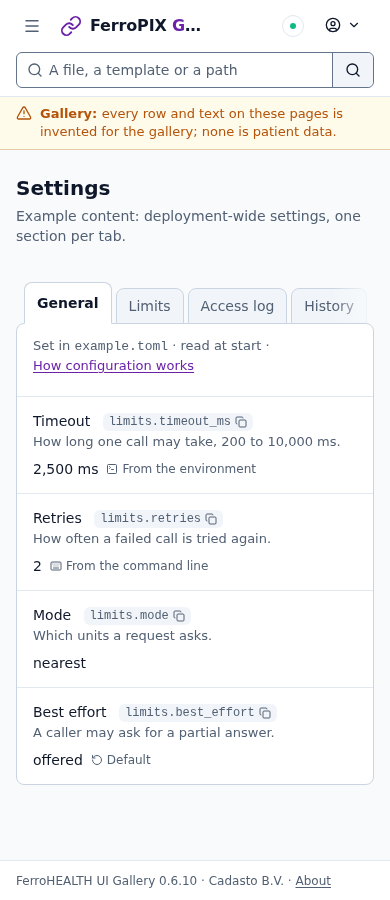 FerroPIX G…
A file, a template or a path
Gallery: every row and text on these pages is
invented for the gallery; none is patient data.
Settings
Example content: deployment-wide settings, one
section per tab.
General
Limits
Access log
History
Set in example.toml · read at start ·
How configuration works
Timeout limits.timeout_ms
How long one call may take, 200 to 10,000 ms.
2,500 ms From the environment
Retries limits.retries
How often a failed call is tried again.
2 From the command line
Mode limits.mode
Which units a request asks.
nearest
Best effort limits.best_effort
A caller may ask for a partial answer.
offered Default
FerroHEALTH UI Gallery 0.6.10 · Cadasto B.V. · About